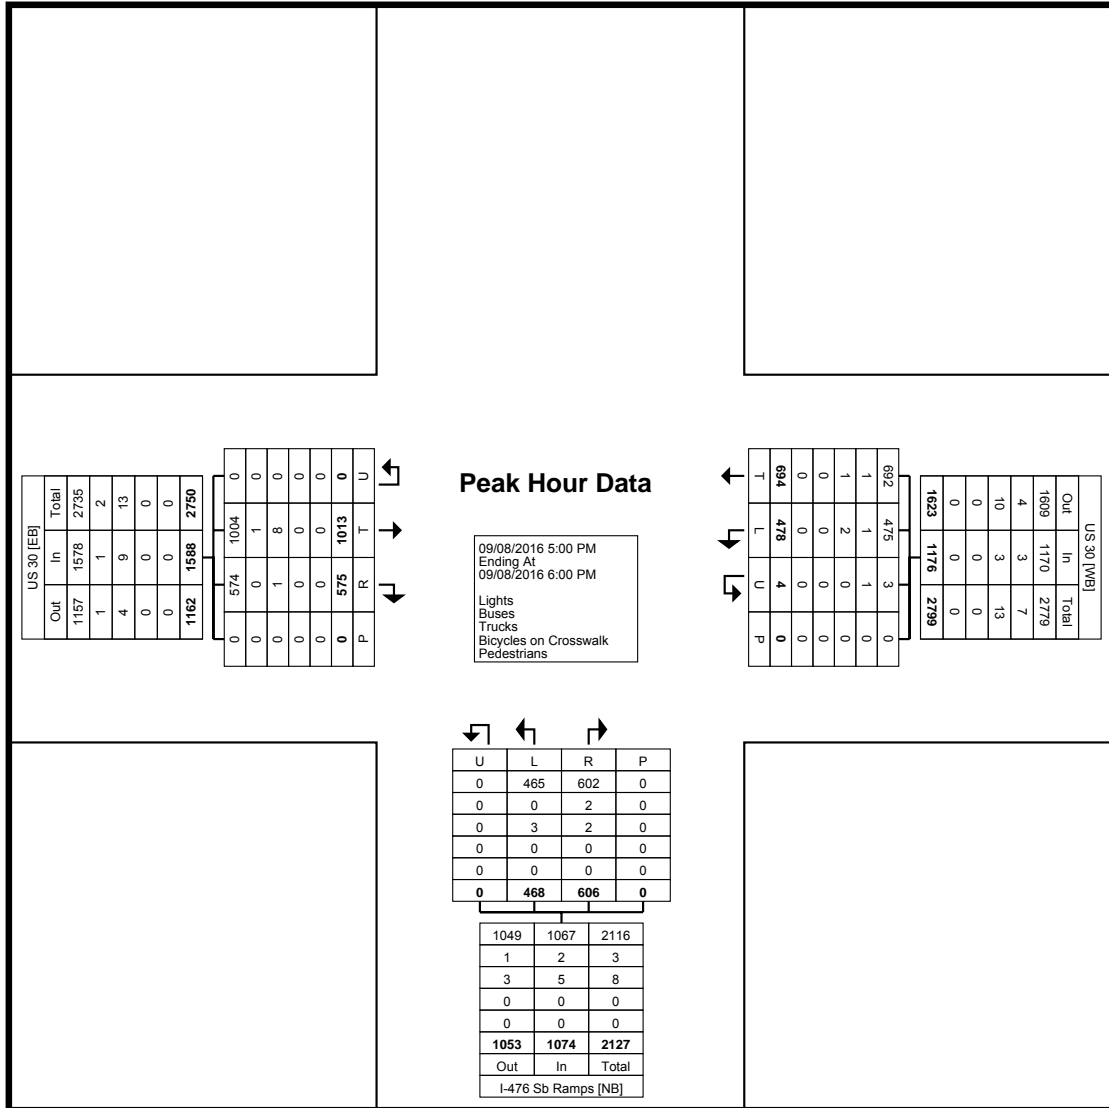 Peak Hour Data
09/08/2016 5:00 PM
Ending At
09/08/2016 6:00 PM
Lights
Buses
Trucks
Bicycles on Crosswalk
Pedestrians
US 30 [EB]
Total In Out
2735 1578 1157
2 1 1
13 9 4
0 0 0
0 0 0
2750 1588 1162
0 1004 574 0
0 1 0 0
0 8 1 0
0 0 0 0
0 0 0 0
0 1013 575 0
U T R P
US 30 [WB]
Out In Total
1609 1170 2779
4 3 7
10 3 13
0 0 0
0 0 0
1623 1176 2799
692 475 3 0
1 1 1 0
1 2 0 0
0 0 0 0
0 0 0 0
694 478 4 0
T L U P
U L R P
0 465 602 0
0 0 2 0
0 3 2 0
0 0 0 0
0 0 0 0
0 468 606 0
1049 1067 2116
1 2 3
3 5 8
0 0 0
0 0 0
1053 1074 2127
Out In Total
I-476 Sb Ramps [NB]